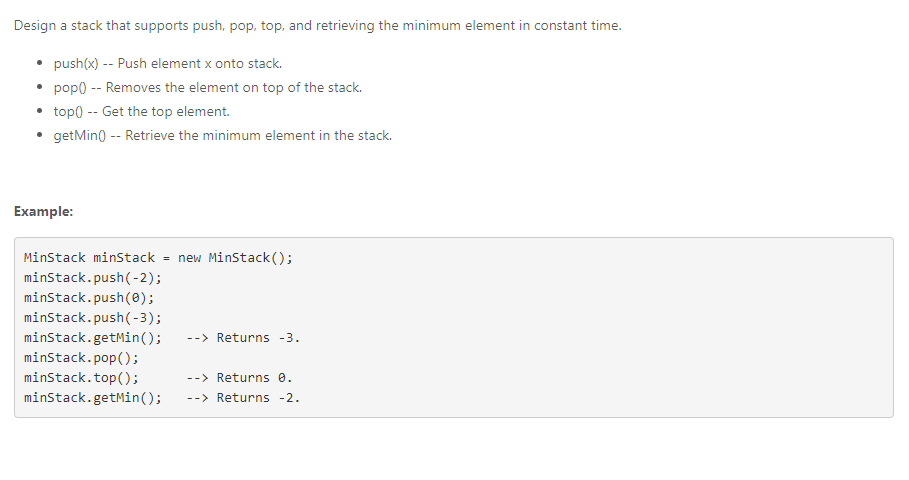 Design a stack that supports push, pop, top, and retrieving the minimum element in constant time.
• push(x) -- Push element x onto stack.
• pop() -- Removes the element on top of the stack.
• top() -- Get the top element.
• getMin() -- Retrieve the minimum element in the stack.
Example:
MinStack minStack = new MinStack();
minStack.push(-2);
minStack.push(0);
minStack.push(-3);
minStack.getMin();   --> Returns -3.
minStack.pop();
minStack.top();      --> Returns 0.
minStack.getMin();   --> Returns -2.